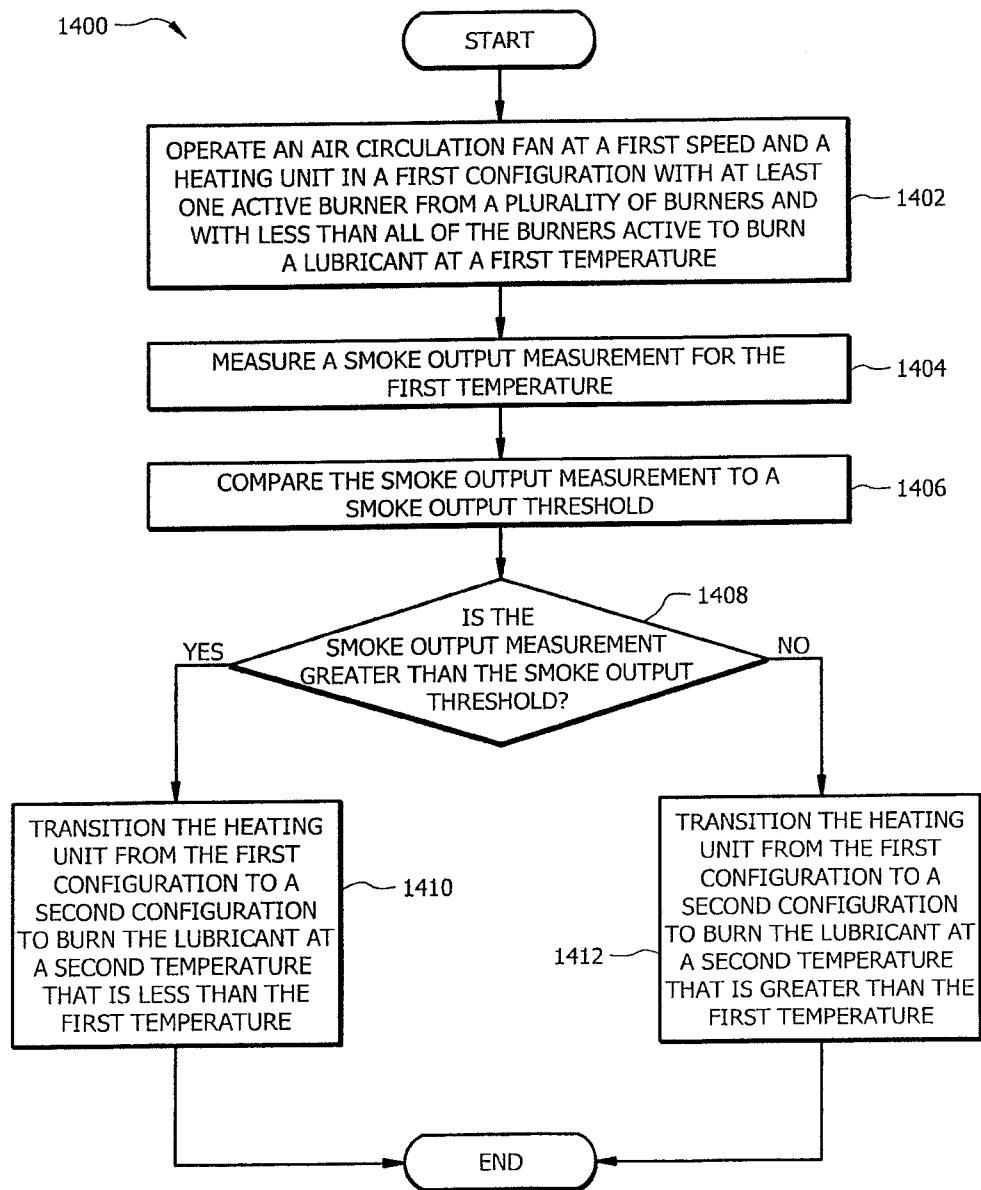 1400
START
OPERATE AN AIR CIRCULATION FAN AT A FIRST SPEED AND A
HEATING UNIT IN A FIRST CONFIGURATION WITH AT LEAST
ONE ACTIVE BURNER FROM A PLURALITY OF BURNERS AND
WITH LESS THAN ALL OF THE BURNERS ACTIVE TO BURN
A LUBRICANT AT A FIRST TEMPERATURE
1402
MEASURE A SMOKE OUTPUT MEASUREMENT FOR THE
FIRST TEMPERATURE
1404
COMPARE THE SMOKE OUTPUT MEASUREMENT TO A
SMOKE OUTPUT THRESHOLD
1406
IS THE
SMOKE OUTPUT MEASUREMENT
GREATER THAN THE SMOKE OUTPUT
THRESHOLD?
1408
YES
NO
TRANSITION THE HEATING
UNIT FROM THE FIRST
CONFIGURATION TO A
SECOND CONFIGURATION
TO BURN THE LUBRICANT AT
A SECOND TEMPERATURE
THAT IS LESS THAN THE
FIRST TEMPERATURE
1410
TRANSITION THE HEATING
UNIT FROM THE FIRST
CONFIGURATION TO A
SECOND CONFIGURATION
TO BURN THE LUBRICANT AT
A SECOND TEMPERATURE
THAT IS GREATER THAN THE
FIRST TEMPERATURE
1412
END